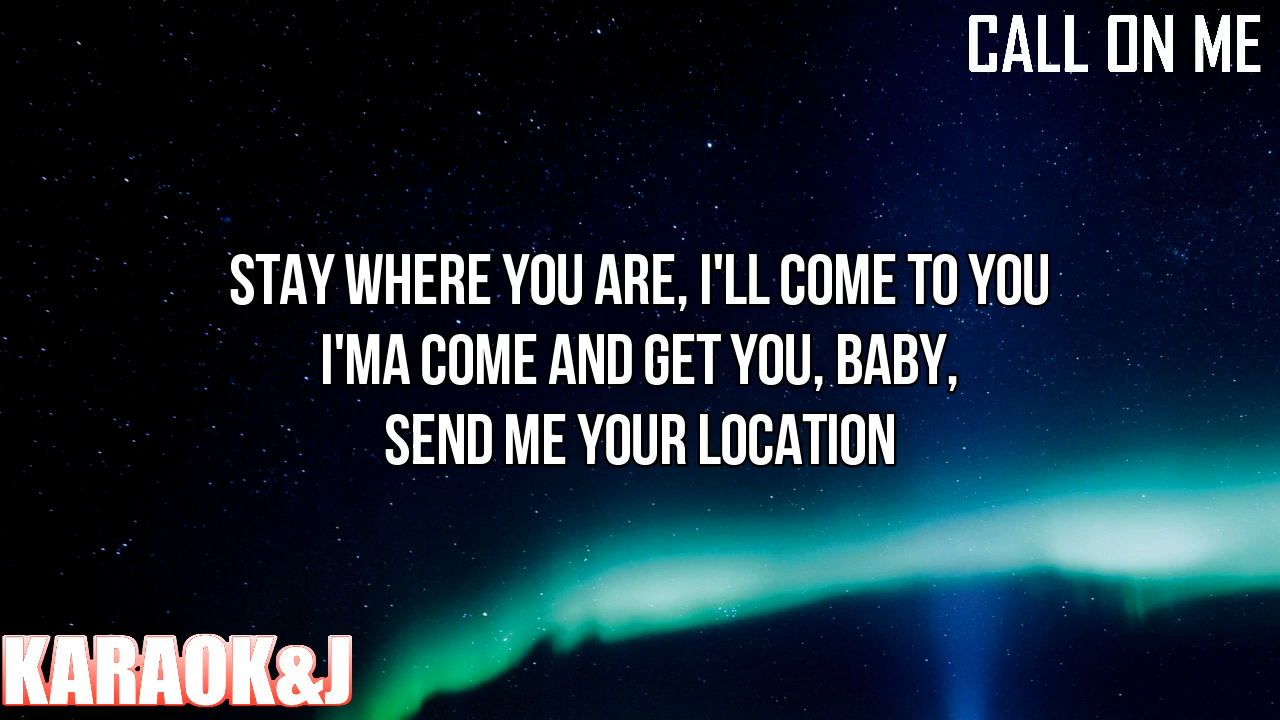 CALL ON ME
STAY WHERE YOU ARE, I'LL COME TO YOU
I'MA COME AND GET YOU, BABY,
SEND ME YOUR LOCATION
KARAOK&J